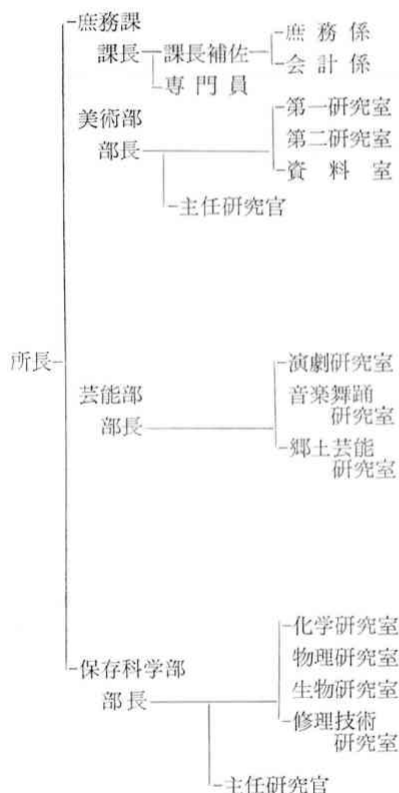 庶務課
課長 課長補佐
専門員
庶務係
会計係
美術部
部長
第一研究室
第二研究室
資料室
主任研究官
所長
芸能部
部長
演劇研究室
音楽舞踊
研究室
郷土芸能
研究室
保存科学部
部長
化学研究室
物理研究室
生物研究室
修理技術
研究室
主任研究官